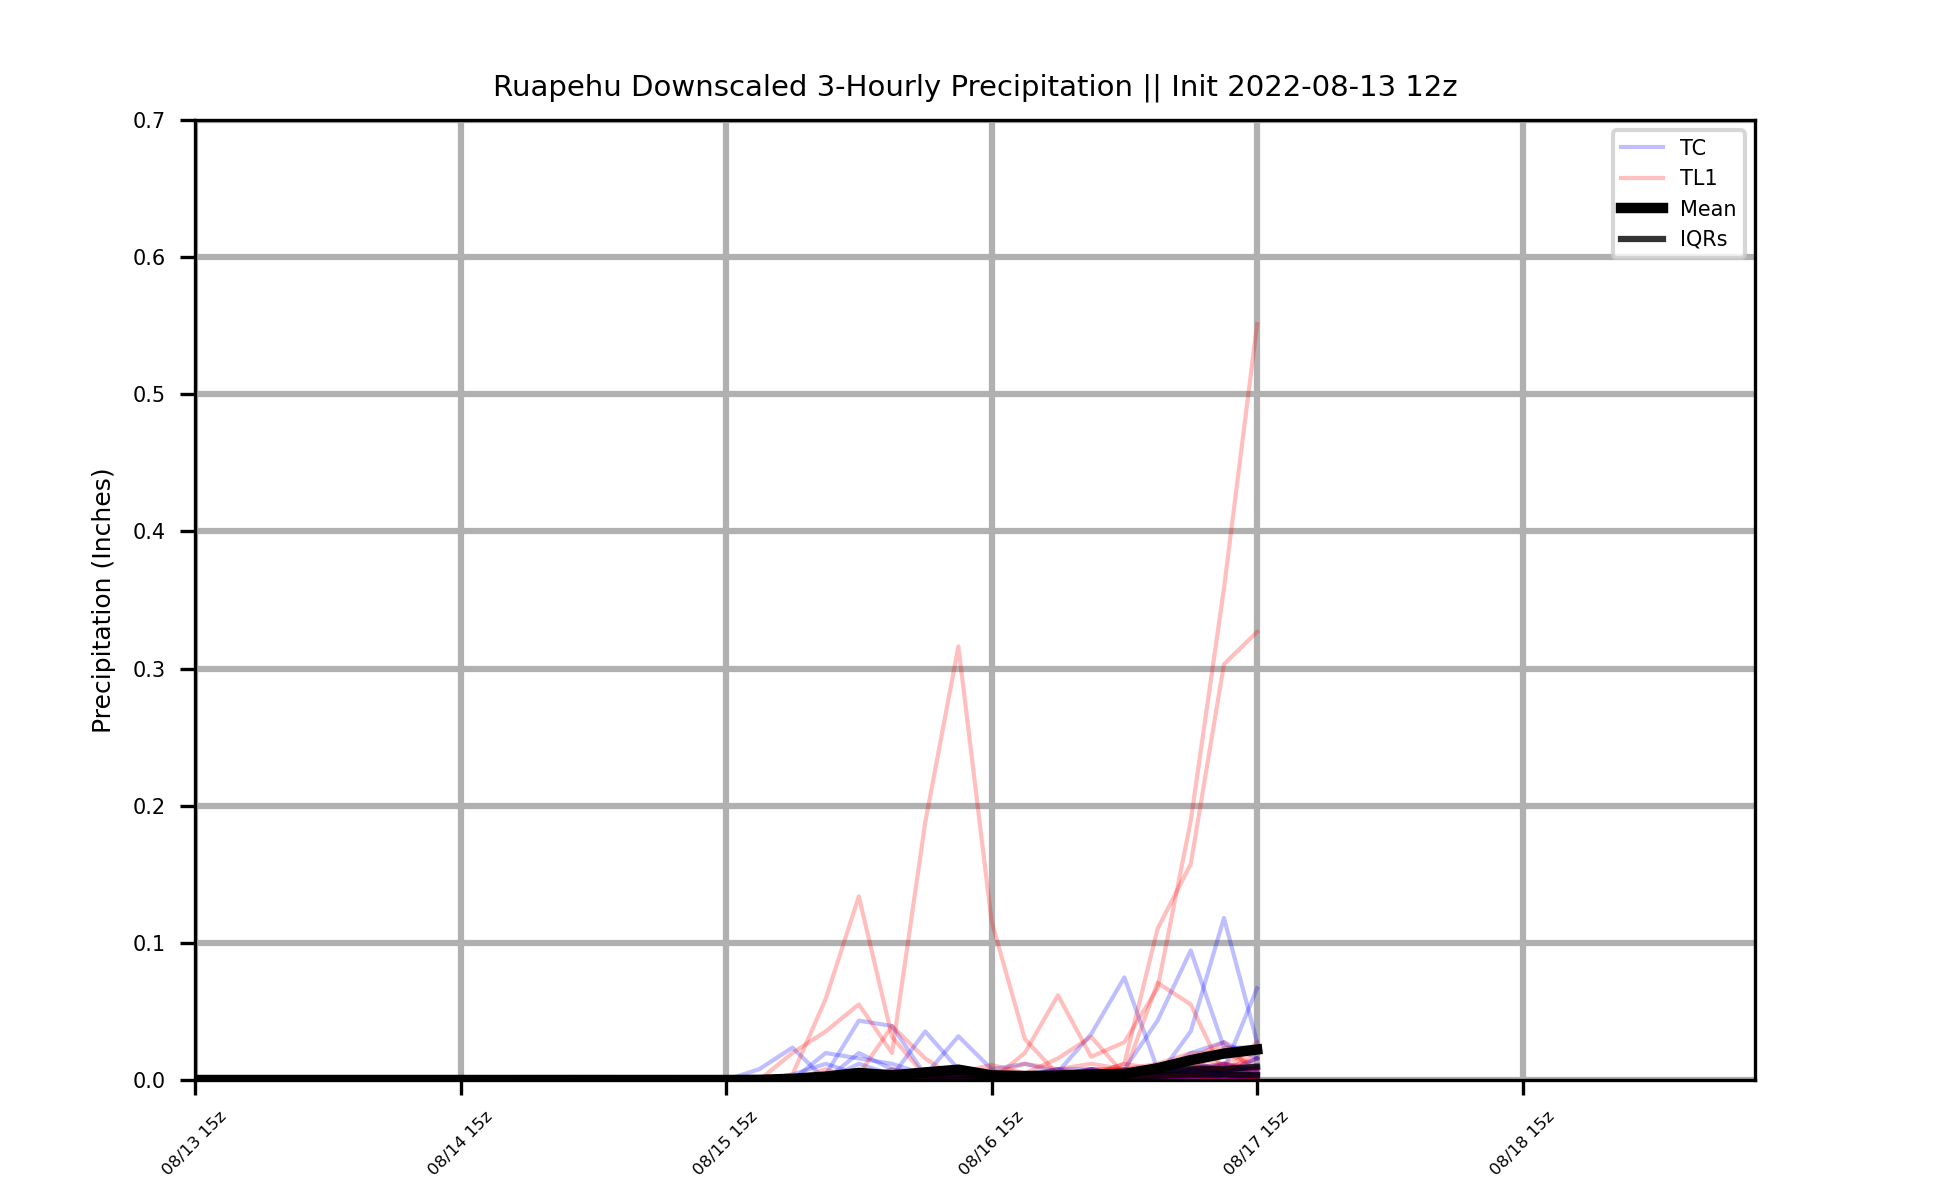 Ruapehu Downscaled 3-Hourly Precipitation || Init 2022-08-13 12z
TC
TL1
Mean
IQRs
Precipitation (Inches)
0.7
0.6
0.5
0.4
0.3
0.2
0.1
0.0
08/13 15z
08/14 15z
08/15 15z
08/16 15z
08/17 15z
08/18 15z